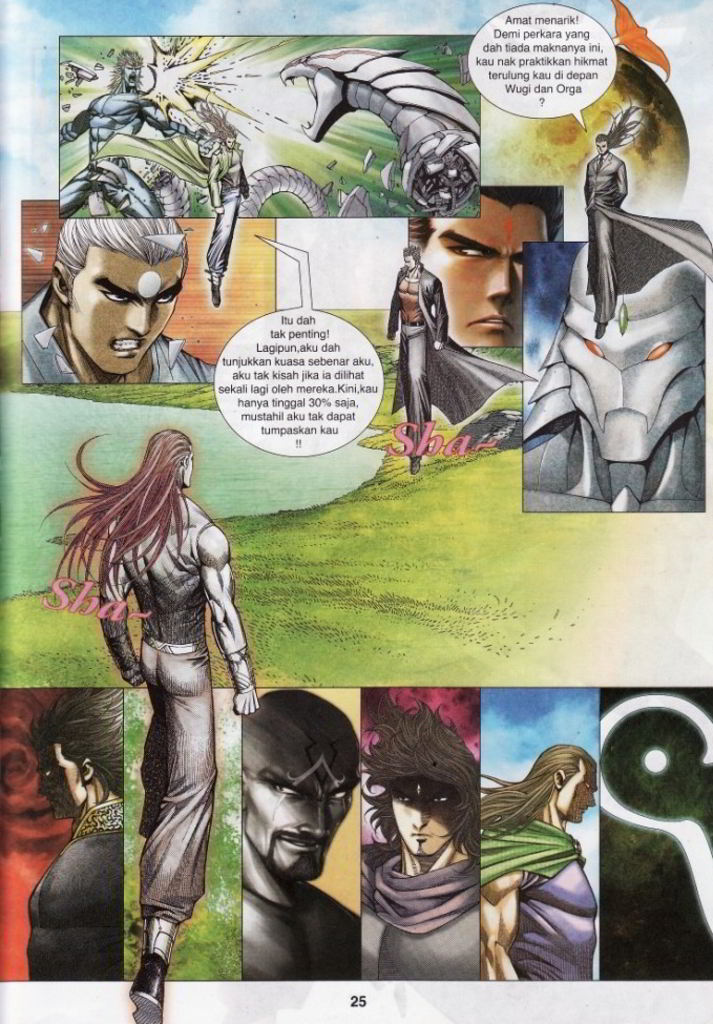 Amat menarik!
Demi perkara yang
dah tiada maknanya ini,
kau nak praktikkan hikmat
terulung kau di depan
Wugi dan Orga
?
Itu dah
tak penting!
Lagipun,aku dah
tunjukkan kuasa sebenar aku,
aku tak kisah jika ia dilihat
sekali lagi oleh mereka.Kini,kau
hanya tinggal 30% saja,
mustahil aku tak dapat
tumpaskan kau
!!
Sha~
Sha~
25